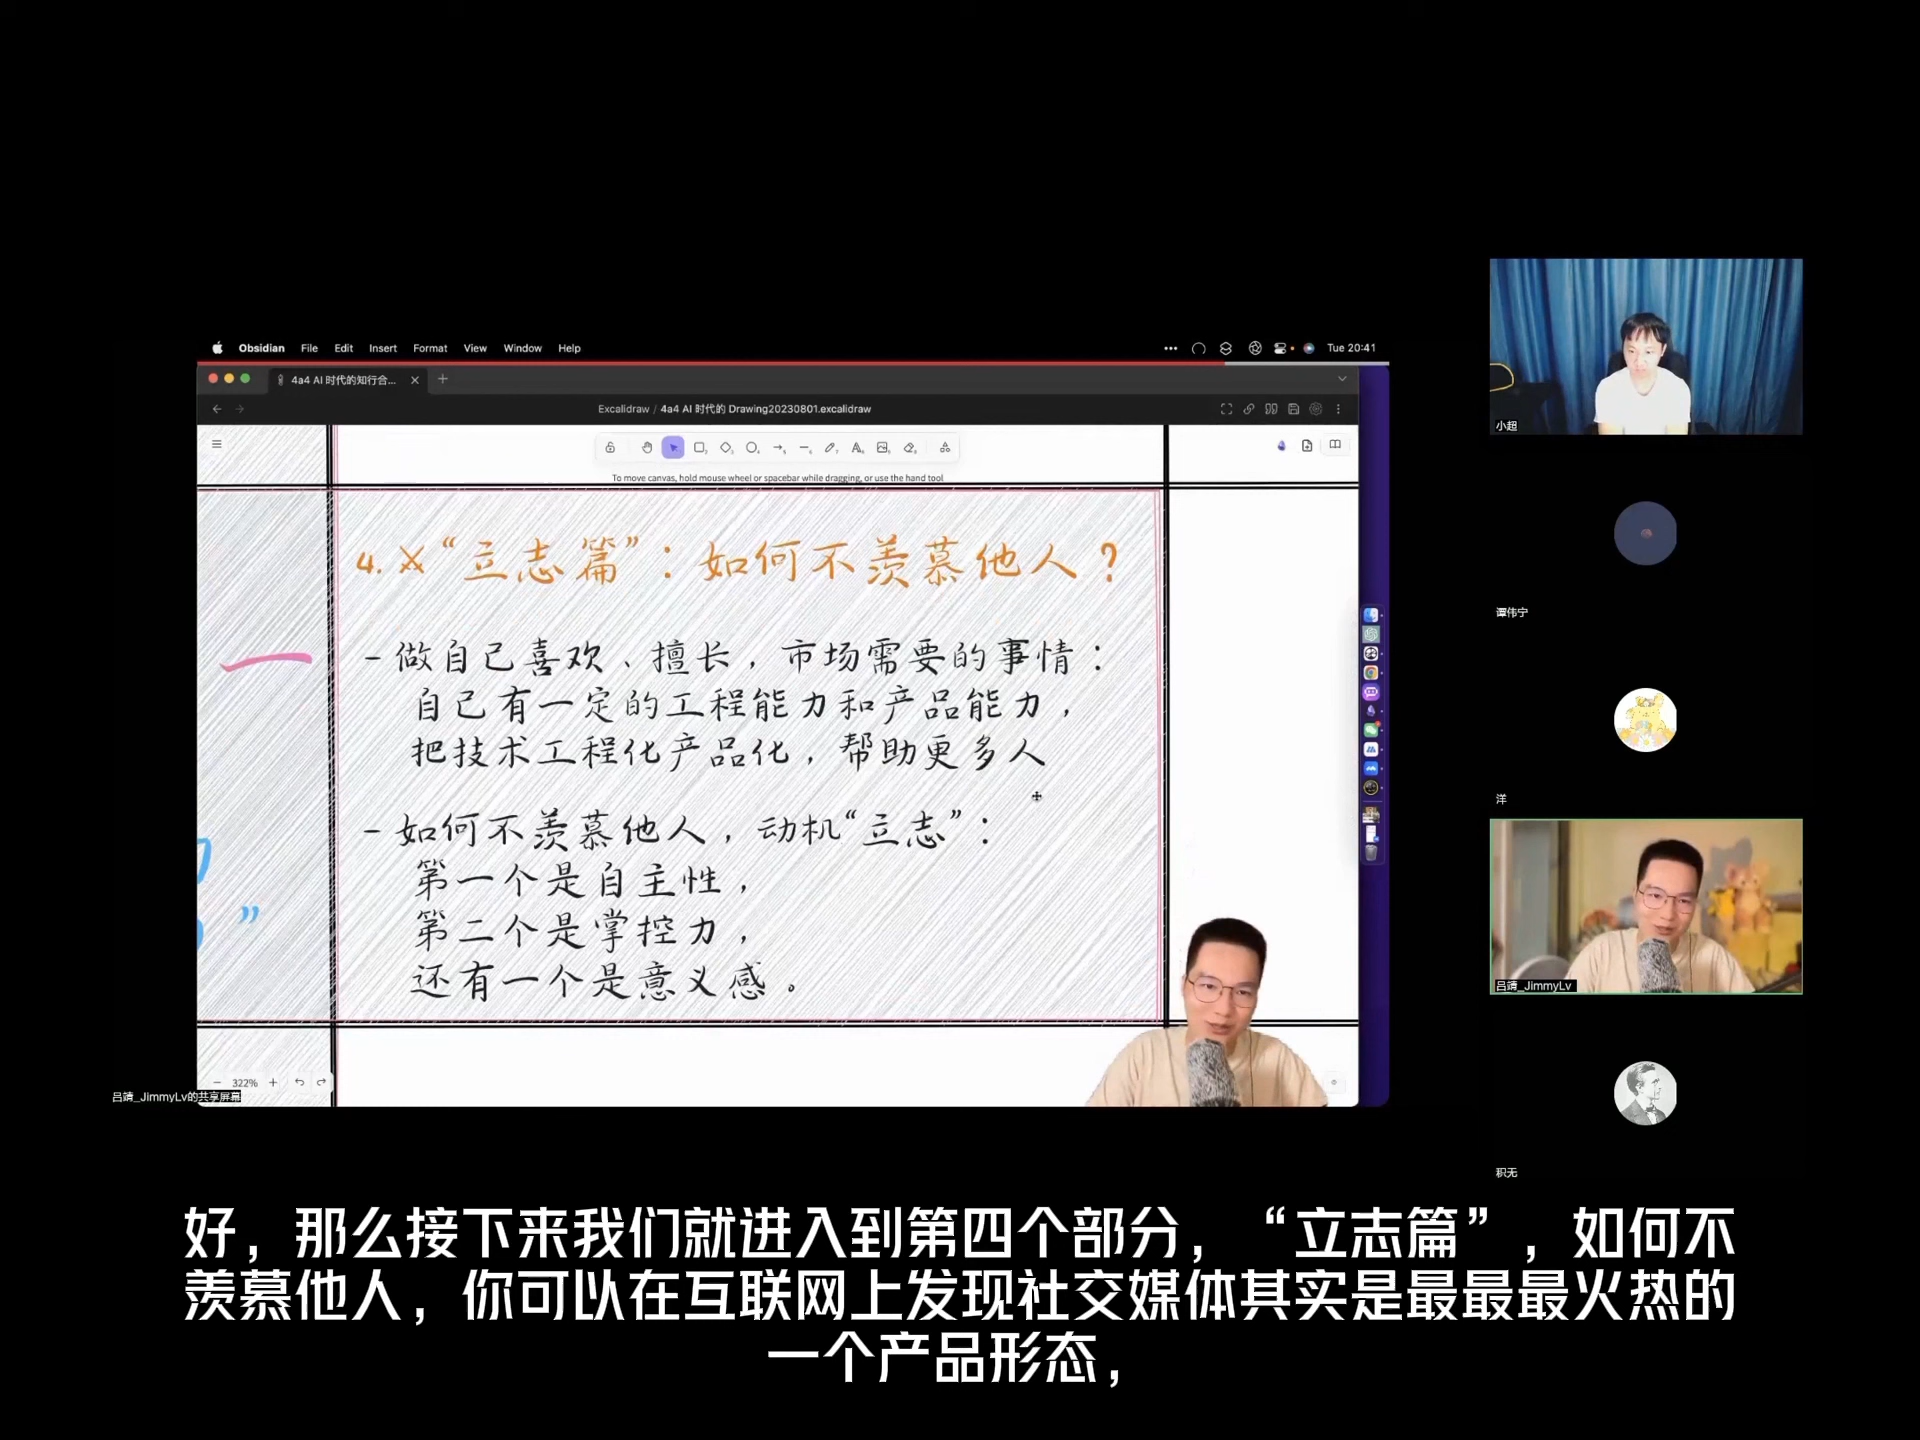 Obsidian File Edit Insert Format View Window Help
Tue 20:41
4a4 AI 时代的知行合...
Excalidraw / 4a4 AI 时代的 Drawing20230801.excalidraw
To move canvas, hold mouse wheel or spacebar while dragging, or use the hand tool
4. X “立志篇”：如何不羡慕他人？
- 做自己喜欢、擅长，市场需要的事情：
自己有一定的工程能力和产品能力，
把技术工程化产品化，帮助更多人
- 如何不羡慕他人，动机“立志”：
第一个是自主性，
第二个是掌控力，
还有一个是意义感。
”
322%
吕靖_JimmyLv的共享屏幕
小超
谭伟宁
洋
吕靖_JimmyLv
积无
好，那么接下来我们就进入到第四个部分，“立志篇”，如何不
羡慕他人，你可以在互联网上发现社交媒体其实是最最最火热的
一个产品形态，